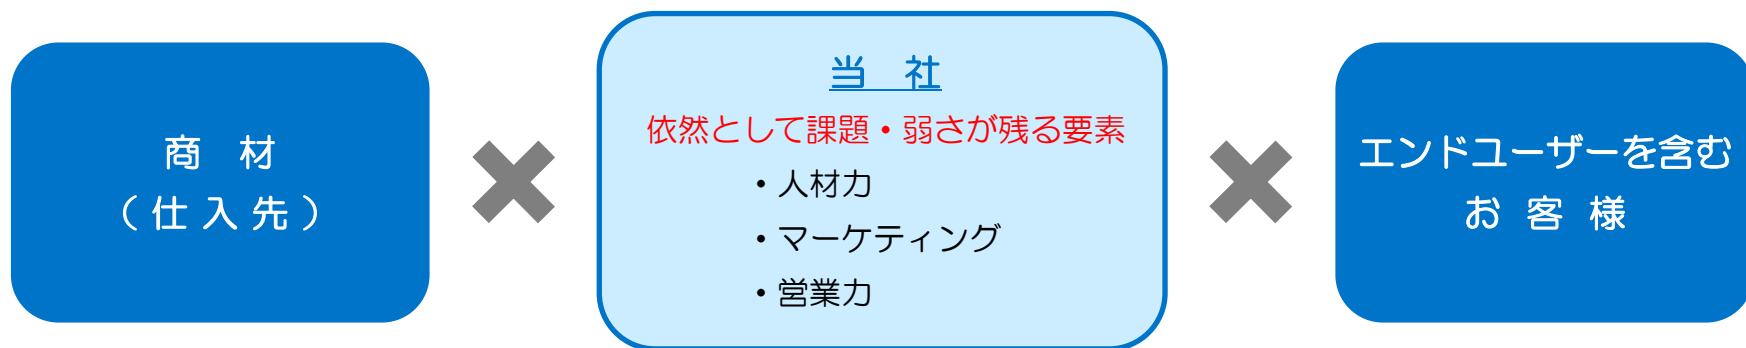 商　材
（ 仕 入 先 ）
当　社
依然として課題・弱さが残る要素
・人材力
・マーケティング
・営業力
エンドユーザーを含む
お 客 様